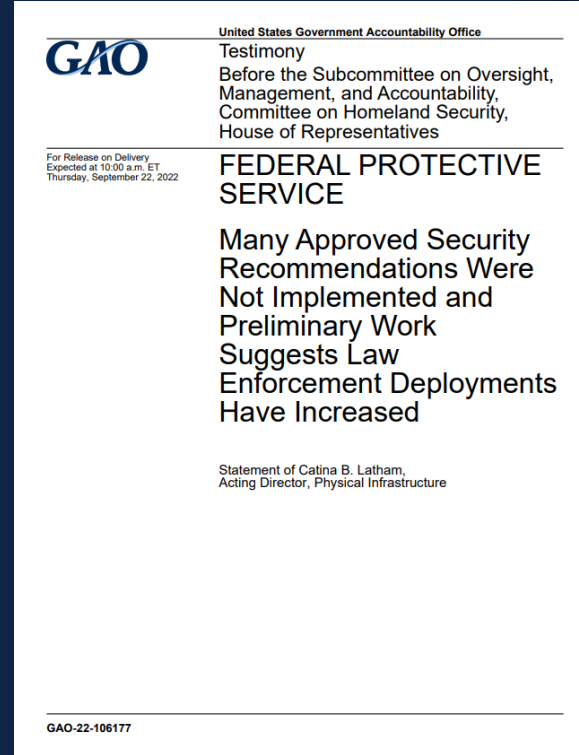 GAO
United States Government Accountability Office
Testimony
Before the Subcommittee on Oversight,
Management, and Accountability,
Committee on Homeland Security,
House of Representatives
For Release on Delivery
Expected at 10:00 a.m. ET
Thursday, September 22, 2022
FEDERAL PROTECTIVE
SERVICE
Many Approved Security
Recommendations Were
Not Implemented and
Preliminary Work
Suggests Law
Enforcement Deployments
Have Increased
Statement of Catina B. Latham,
Acting Director, Physical Infrastructure
GAO-22-106177